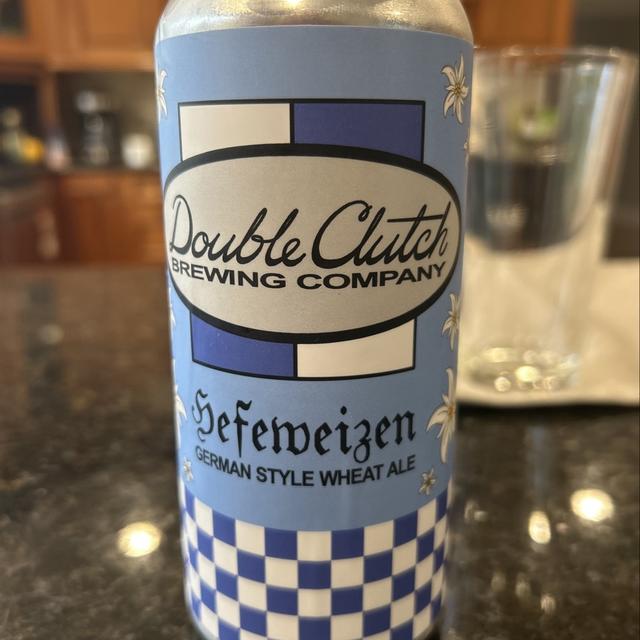 Double Clutch
BREWING COMPANY
Hefeweizen
GERMAN STYLE WHEAT ALE